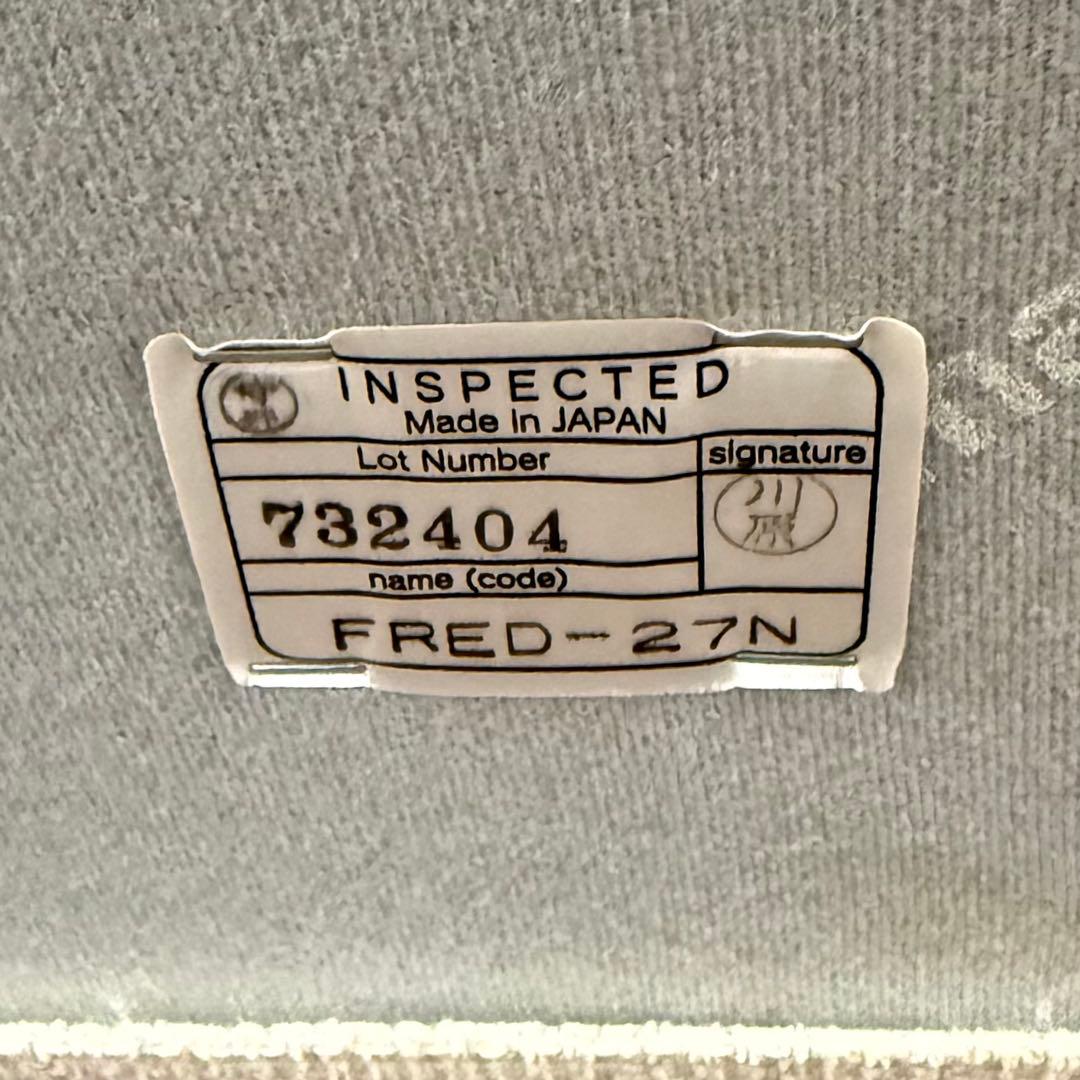 INSPECTED
Made in JAPAN
Lot Number
signature
732404
name (code)
FRED-27N